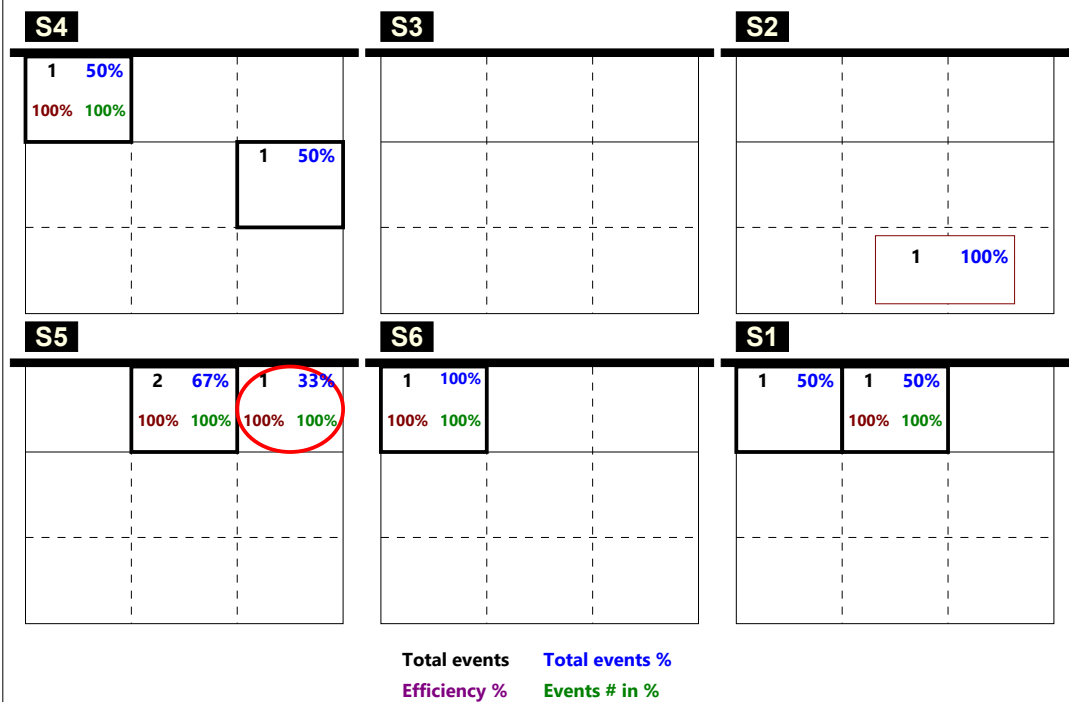 S4 S3 S2
1 50%
100% 100%
1 50%
1 100%
S5 S6 S1
2 67% 1 33% 1 100% 1 50% 1 50%
100% 100% 100% 100% 100% 100% 100% 100%
Total events Total events %
Efficiency % Events # in %